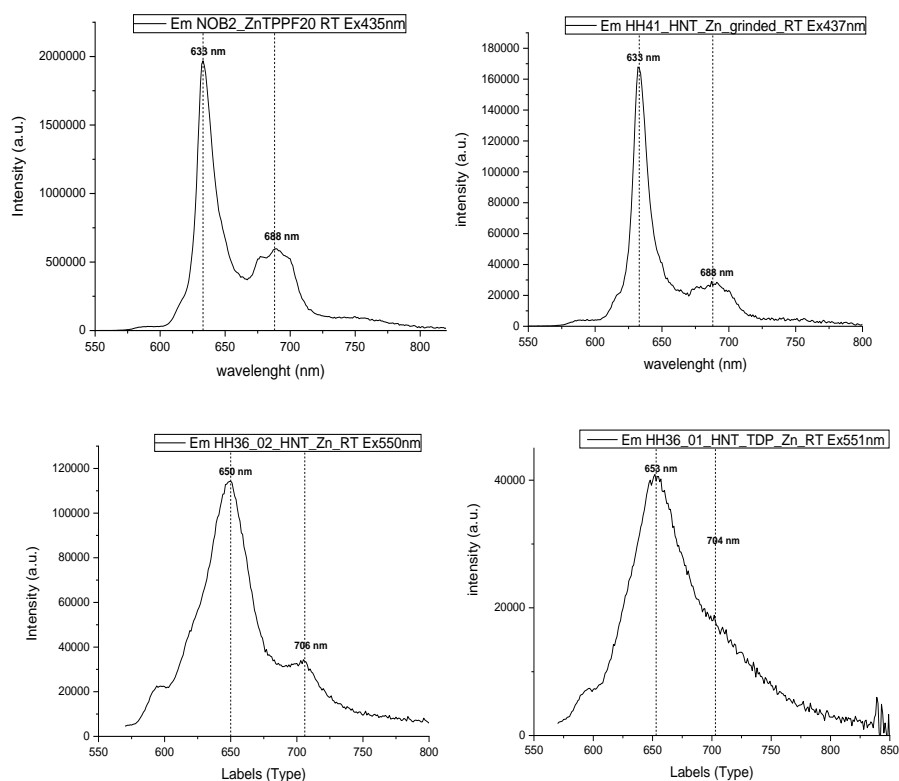 Em NOB2_ZnTPPF20 RT Ex435nm
633 nm
688 nm
2000000
1500000
1000000
500000
0
Intensity (a.u.)
550 600 650 700 750 800
wavelenght (nm)
Em HH41_HNT_Zn_grinded_RT Ex437nm
633 nm
688 nm
180000
160000
140000
120000
100000
80000
60000
40000
20000
0
intensity (a.u.)
550 600 650 700 750 800
wavelenght (nm)
Em HH36_02_HNT_Zn_RT Ex550nm
650 nm
706 nm
120000
100000
80000
60000
40000
20000
0
Intensity (a.u.)
550 600 650 700 750 800
Labels (Type)
Em HH36_01_HNT_TDP_Zn_RT Ex551nm
653 nm
704 nm
40000
20000
0
intensity (a.u.)
550 600 650 700 750 800 850
Labels (Type)